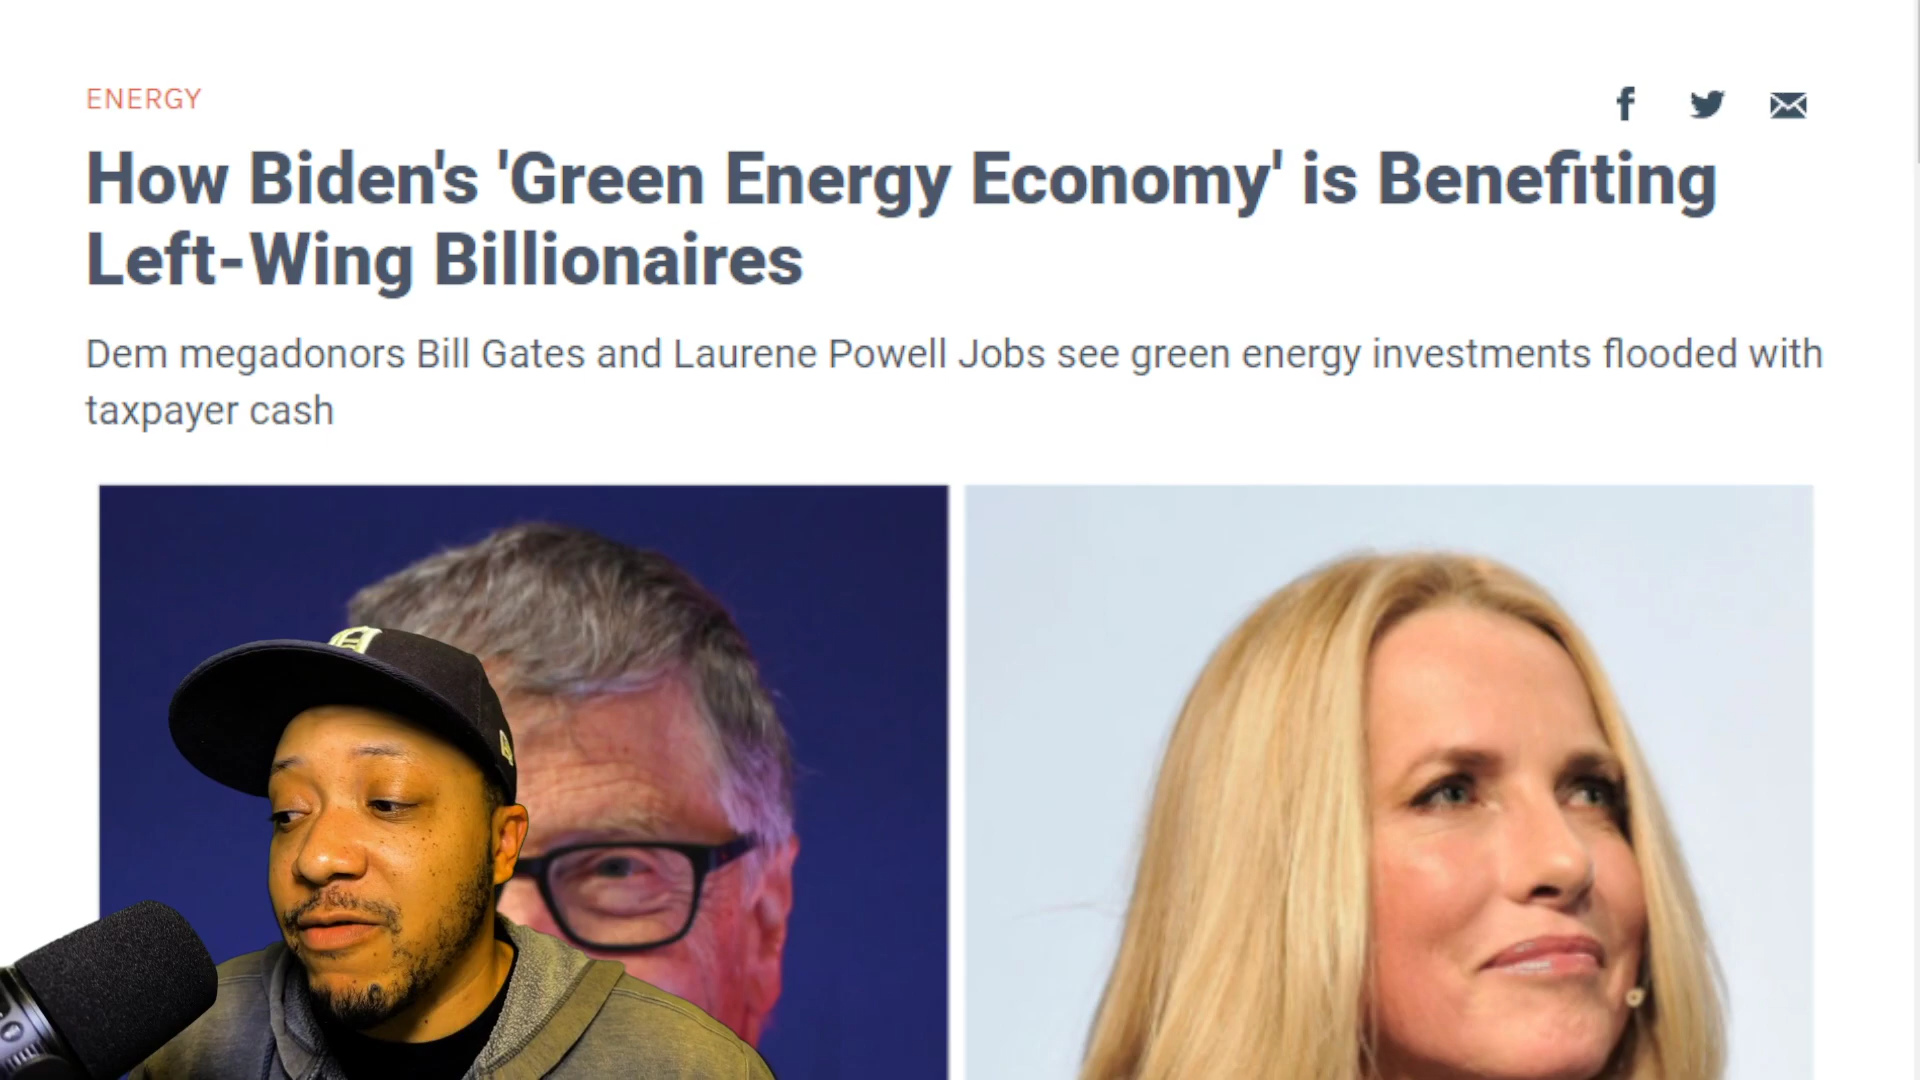 ENERGY
How Biden's 'Green Energy Economy' is Benefiting
Left-Wing Billionaires
Dem megadonors Bill Gates and Laurene Powell Jobs see green energy investments flooded with
taxpayer cash